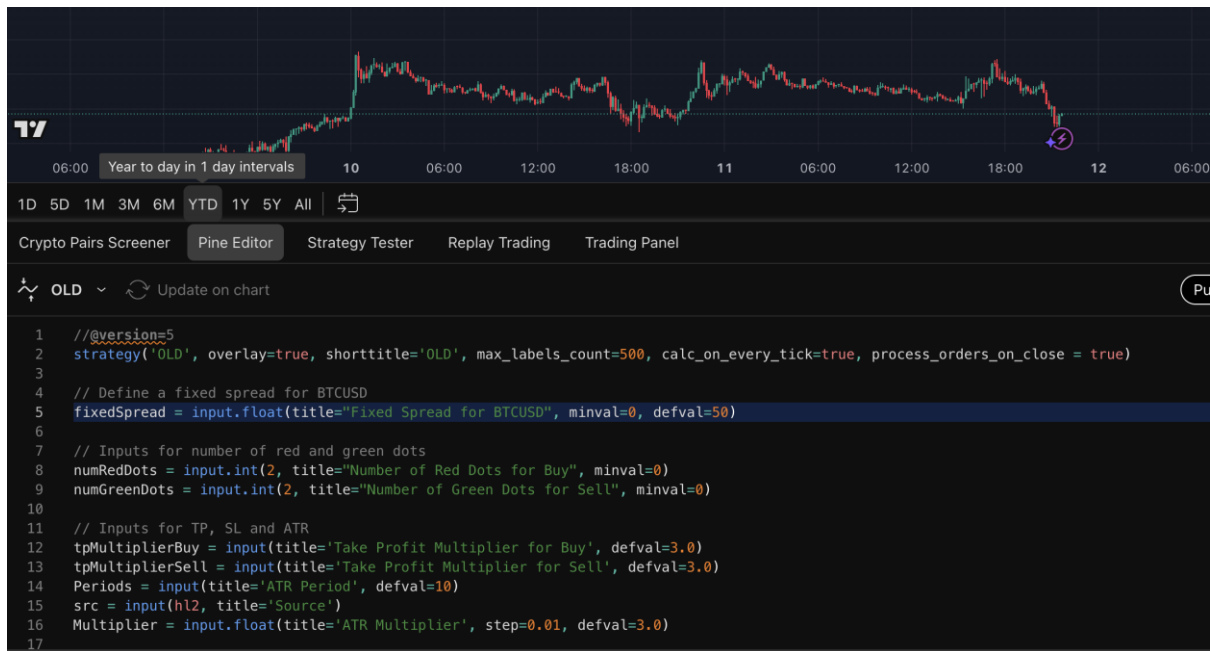 06:00 Year to day in 1 day intervals 10 06:00 12:00 18:00 11 06:00 12:00 18:00 12 06:00
1D 5D 1M 3M 6M YTD 1Y 5Y All
Crypto Pairs Screener Pine Editor Strategy Tester Replay Trading Trading Panel
OLD Update on chart Pu
1 //@version=5
2 strategy('OLD', overlay=true, shorttitle='OLD', max_labels_count=500, calc_on_every_tick=true, process_orders_on_close = true)
3
4 // Define a fixed spread for BTCUSD
5 fixedSpread = input.float(title="Fixed Spread for BTCUSD", minval=0, defval=50)
6
7 // Inputs for number of red and green dots
8 numRedDots = input.int(2, title="Number of Red Dots for Buy", minval=0)
9 numGreenDots = input.int(2, title="Number of Green Dots for Sell", minval=0)
10
11 // Inputs for TP, SL and ATR
12 tpMultiplierBuy = input(title='Take Profit Multiplier for Buy', defval=3.0)
13 tpMultiplierSell = input(title='Take Profit Multiplier for Sell', defval=3.0)
14 Periods = input(title='ATR Period', defval=10)
15 src = input(hl2, title='Source')
16 Multiplier = input.float(title='ATR Multiplier', step=0.01, defval=3.0)
17